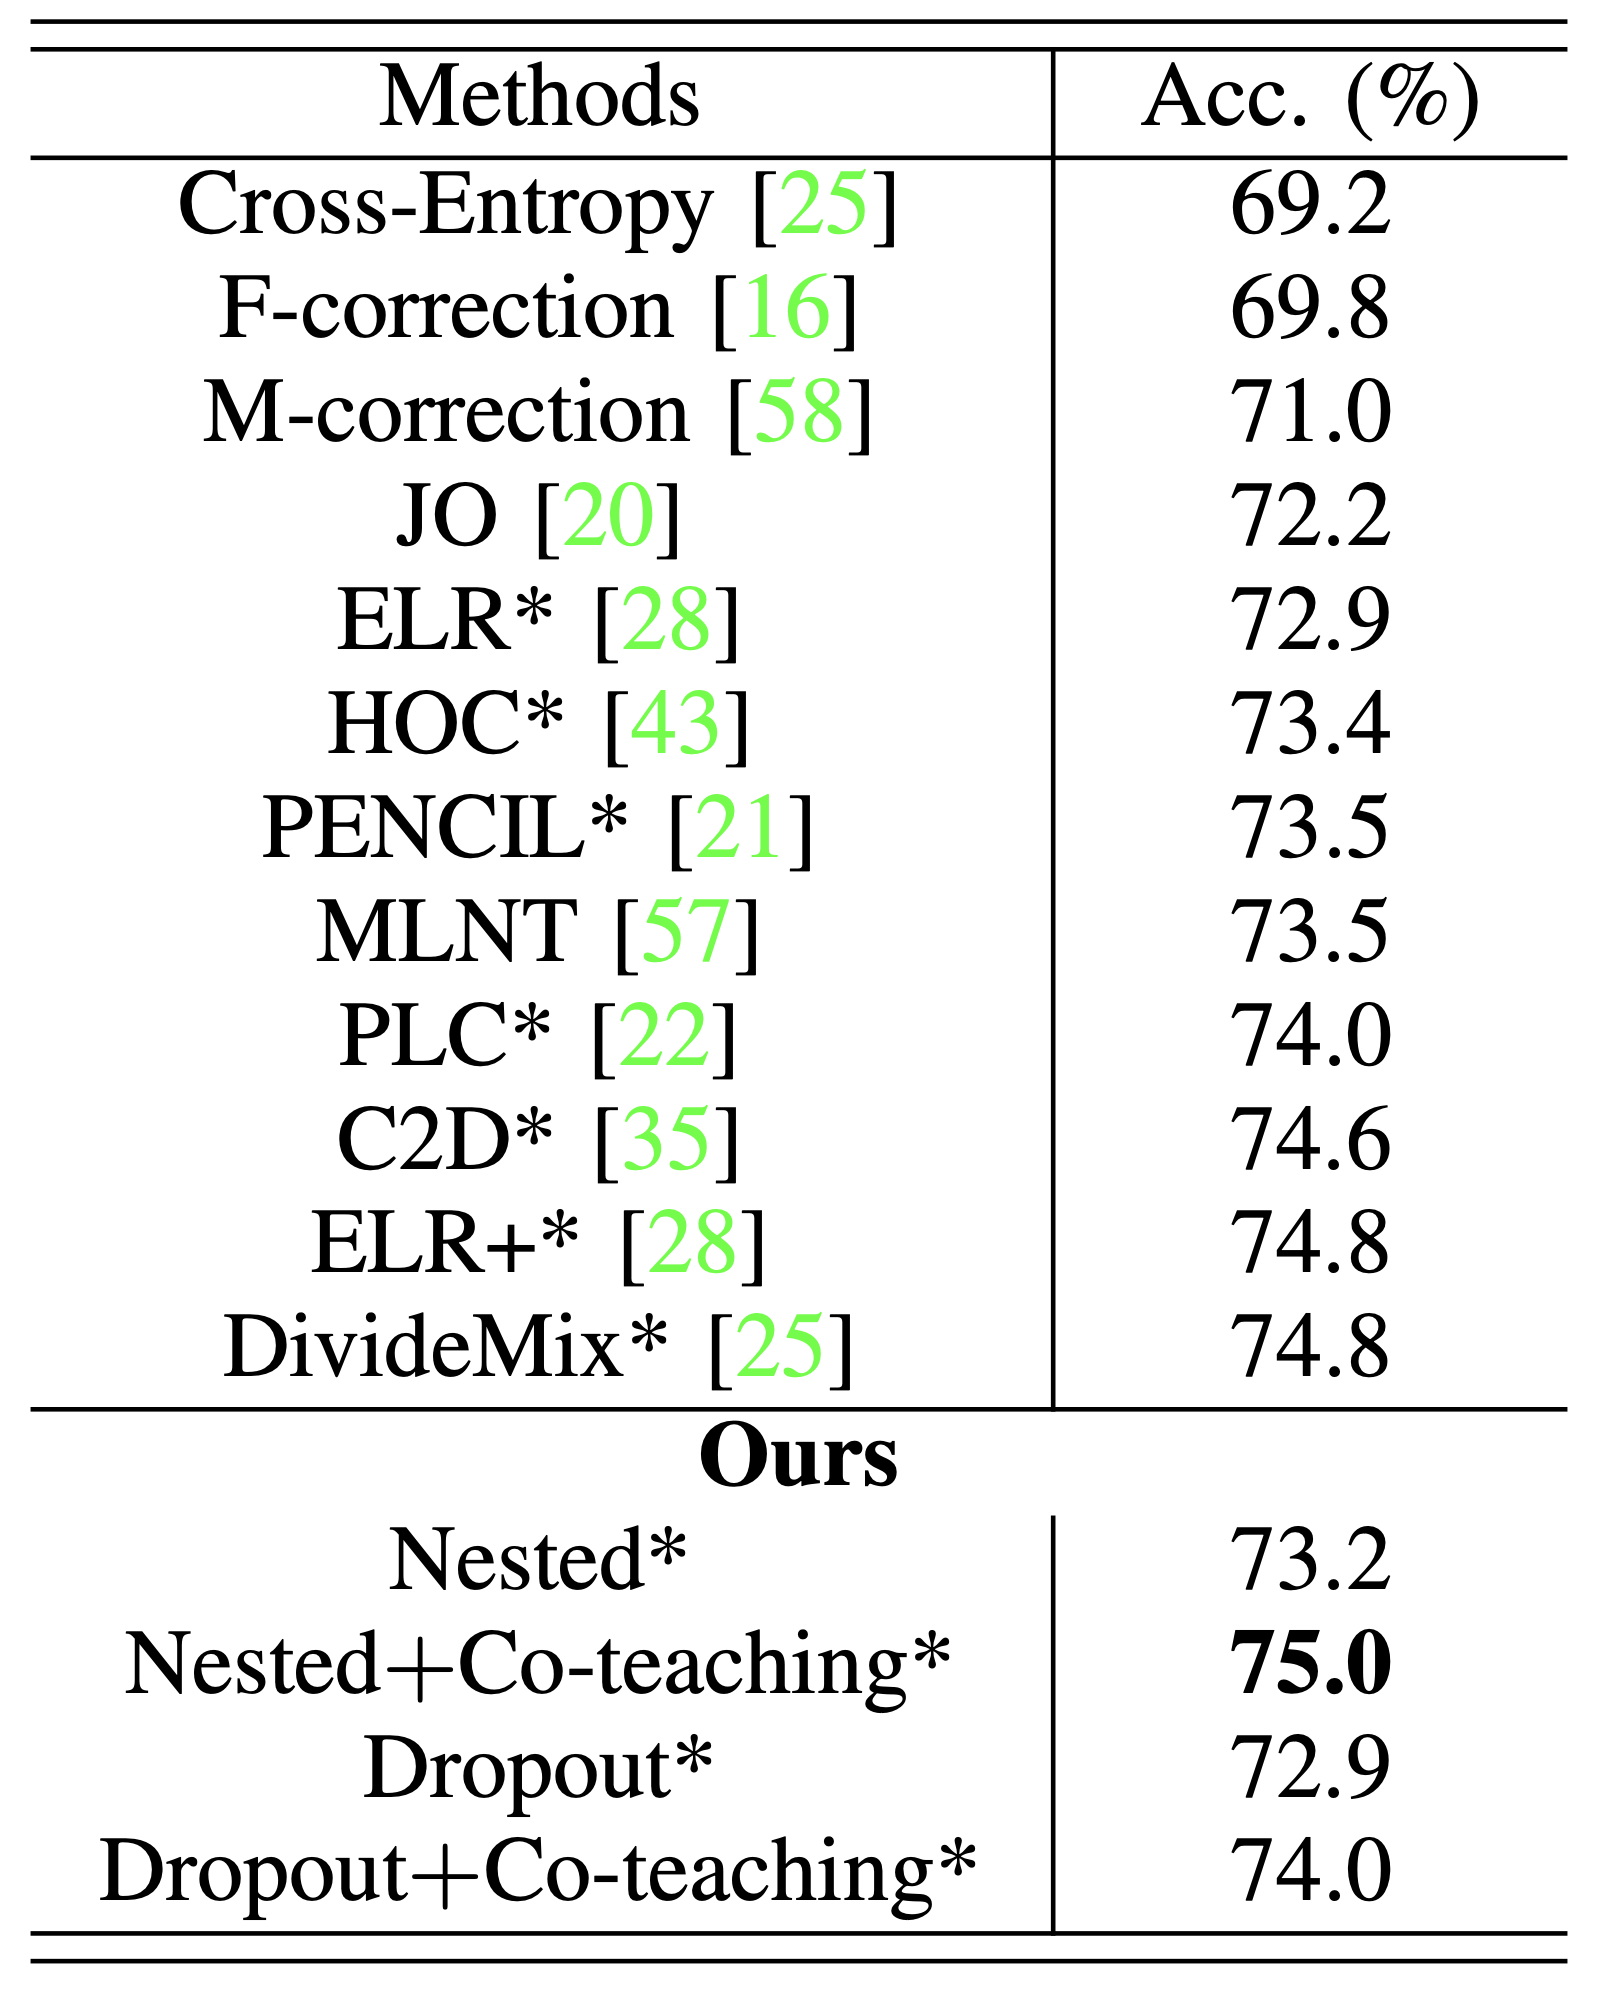 Methods Acc. (%)
Cross-Entropy [25] 69.2
F-correction [16] 69.8
M-correction [58] 71.0
JO [20] 72.2
ELR* [28] 72.9
HOC* [43] 73.4
PENCIL* [21] 73.5
MLNT [57] 73.5
PLC* [22] 74.0
C2D* [35] 74.6
ELR+* [28] 74.8
DivideMix* [25] 74.8
Ours
Nested* 73.2
Nested+Co-teaching* 75.0
Dropout* 72.9
Dropout+Co-teaching* 74.0